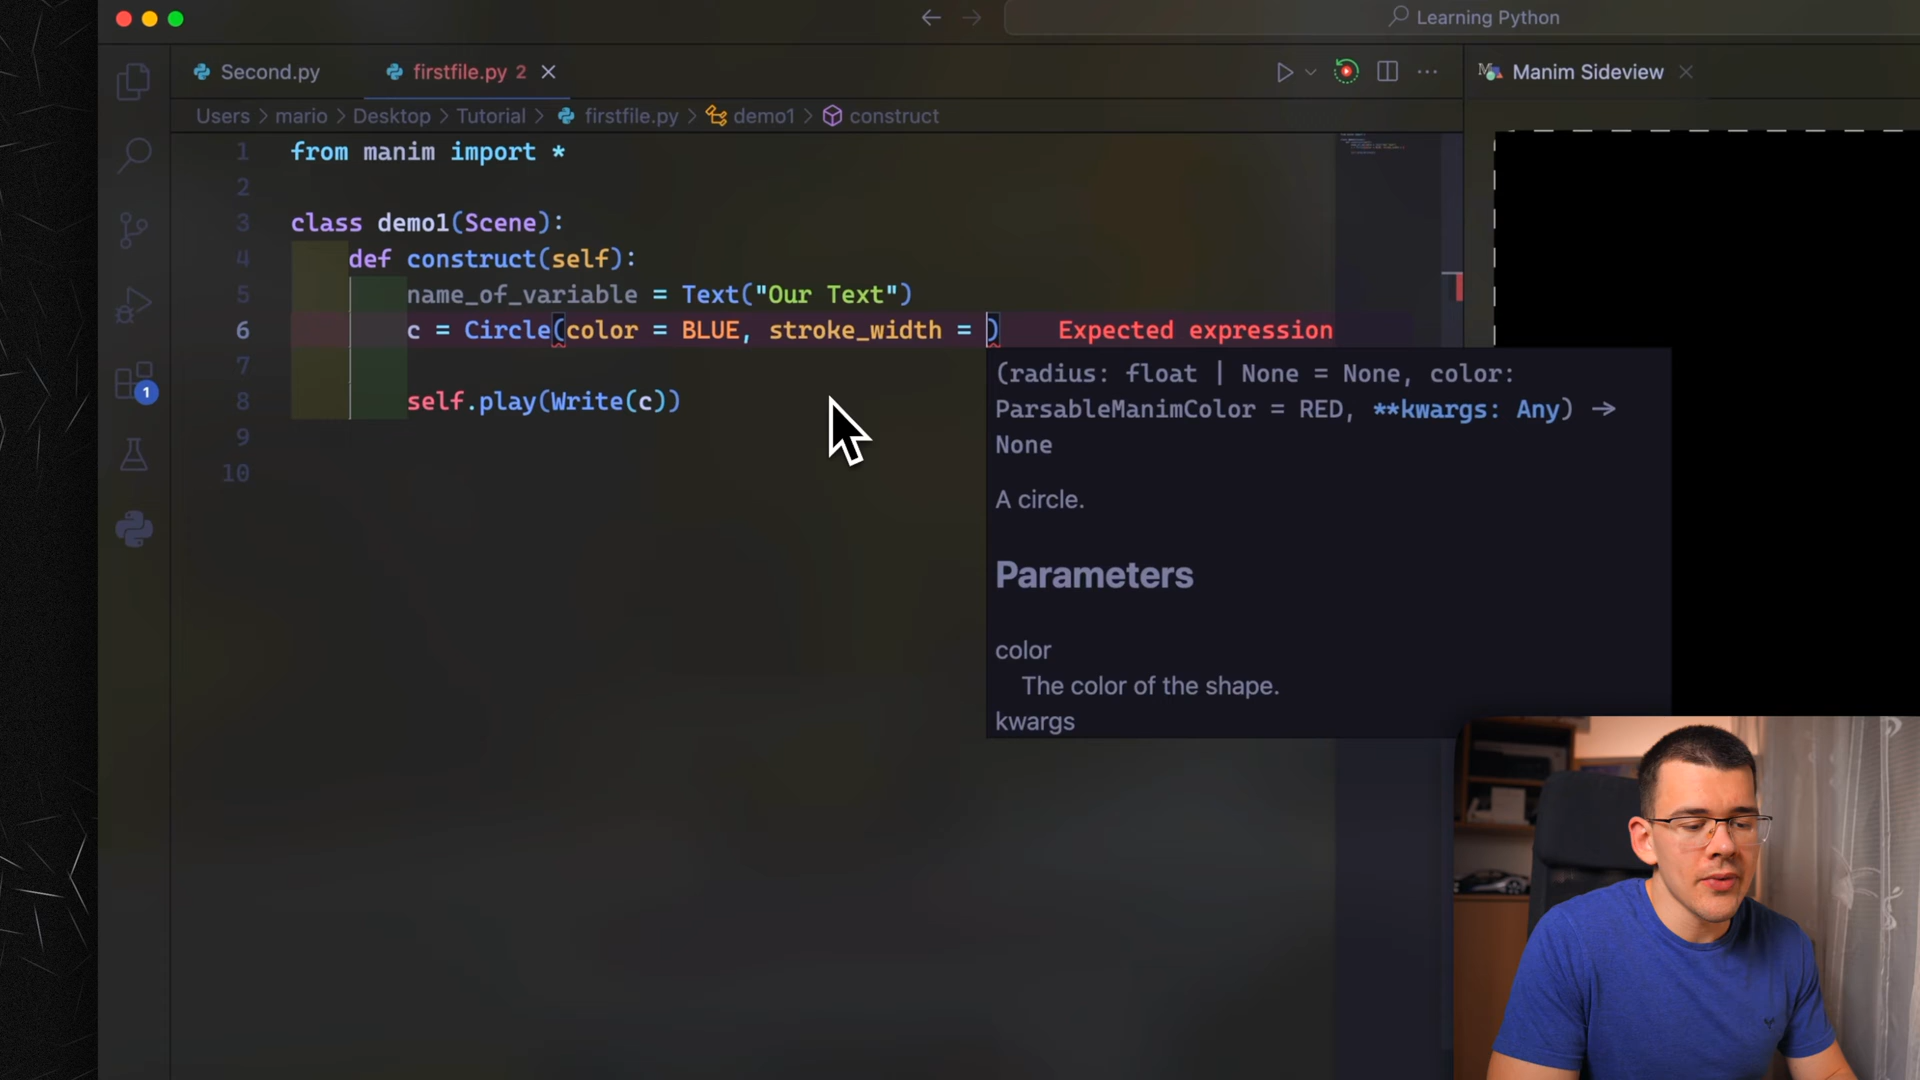 Learning Python
Second.py
firstfile.py 2
Manim Sideview
Users > mario > Desktop > Tutorial > firstfile.py > demo1 > construct
1 from manim import *
2
3 class demo1(Scene):
4 def construct(self):
5 name_of_variable = Text("Our Text")
6 c = Circle(color = BLUE, stroke_width = ) Expected expression
7
8 self.play(Write(c))
9
10
(radius: float | None = None, color:
ParsableManimColor = RED, **kwargs: Any) →
None
A circle.
Parameters
color
The color of the shape.
kwargs
1